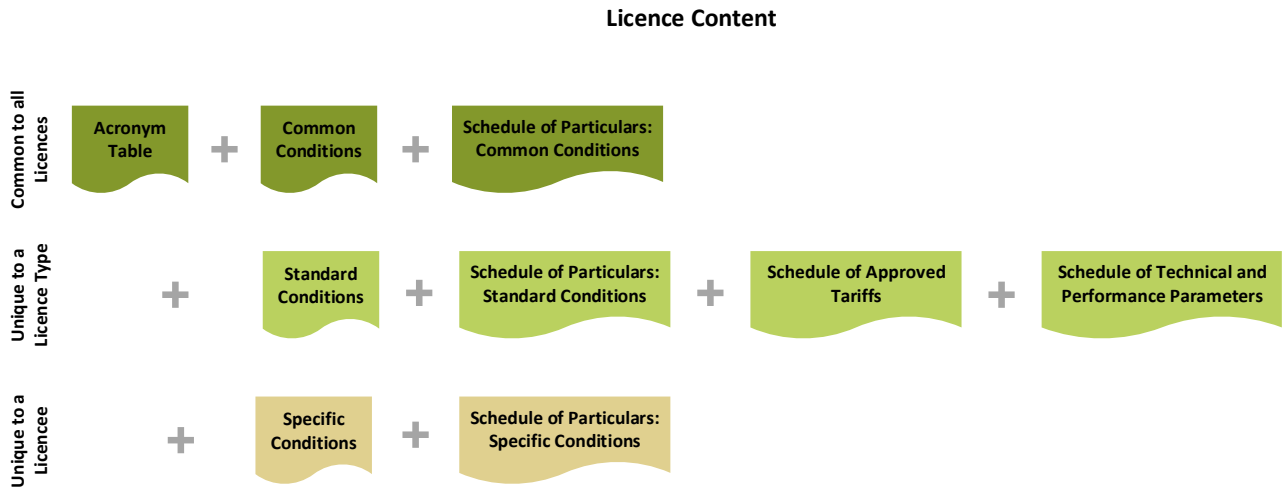 Licence Content
Common to all
Licences
Acronym
Table
+
Common
Conditions
+
Schedule of Particulars:
Common Conditions
Unique to a
Licence Type
+
Standard
Conditions
+
Schedule of Particulars:
Standard Conditions
+
Schedule of Approved
Tariffs
+
Schedule of Technical and
Performance Parameters
Unique to a
Licencee
+
Specific
Conditions
+
Schedule of Particulars:
Specific Conditions